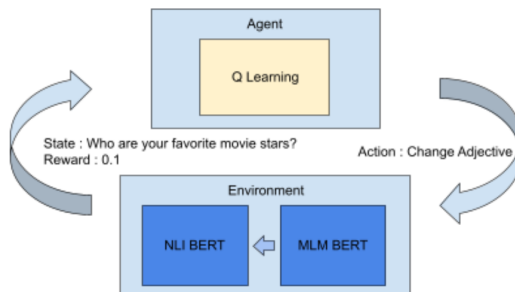 Agent
Q Learning
State : Who are your favorite movie stars?
Reward : 0.1
Action : Change Adjective
Environment
NLI BERT
MLM BERT